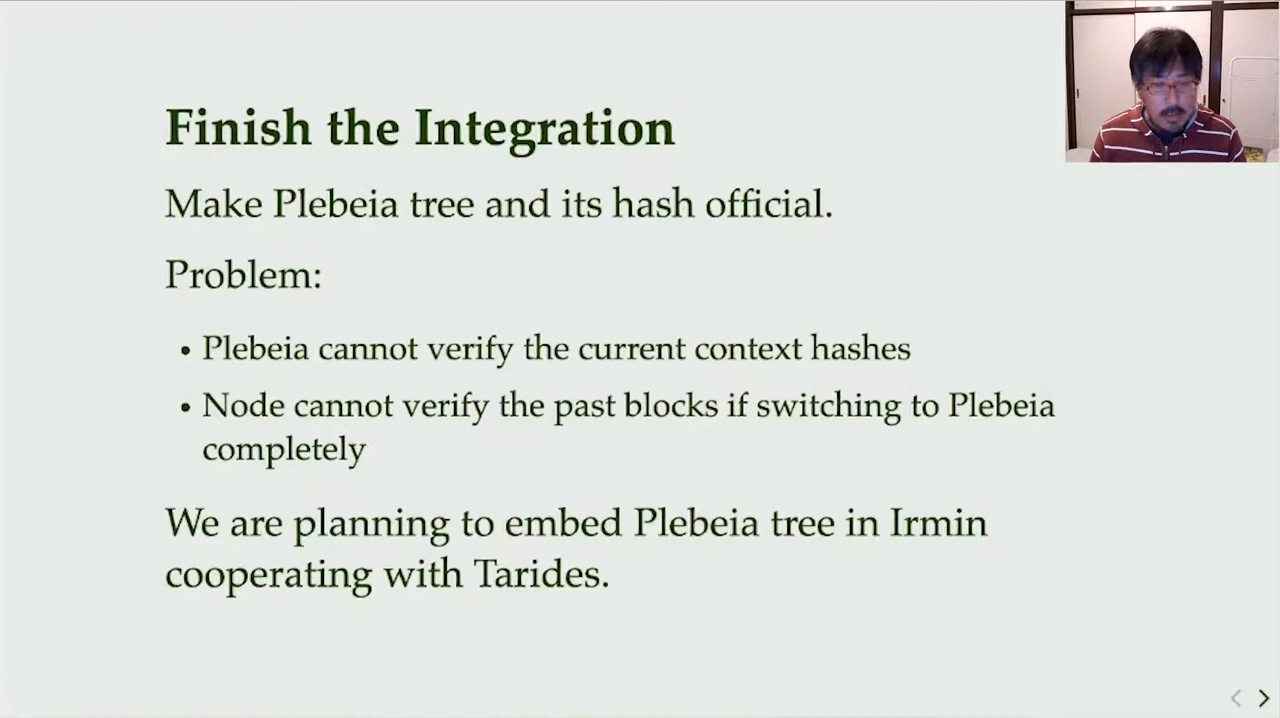 Finish the Integration
Make Plebeia tree and its hash official.
Problem:
• Plebeia cannot verify the current context hashes
• Node cannot verify the past blocks if switching to Plebeia
completely
We are planning to embed Plebeia tree in Irmin
cooperating with Tarides.